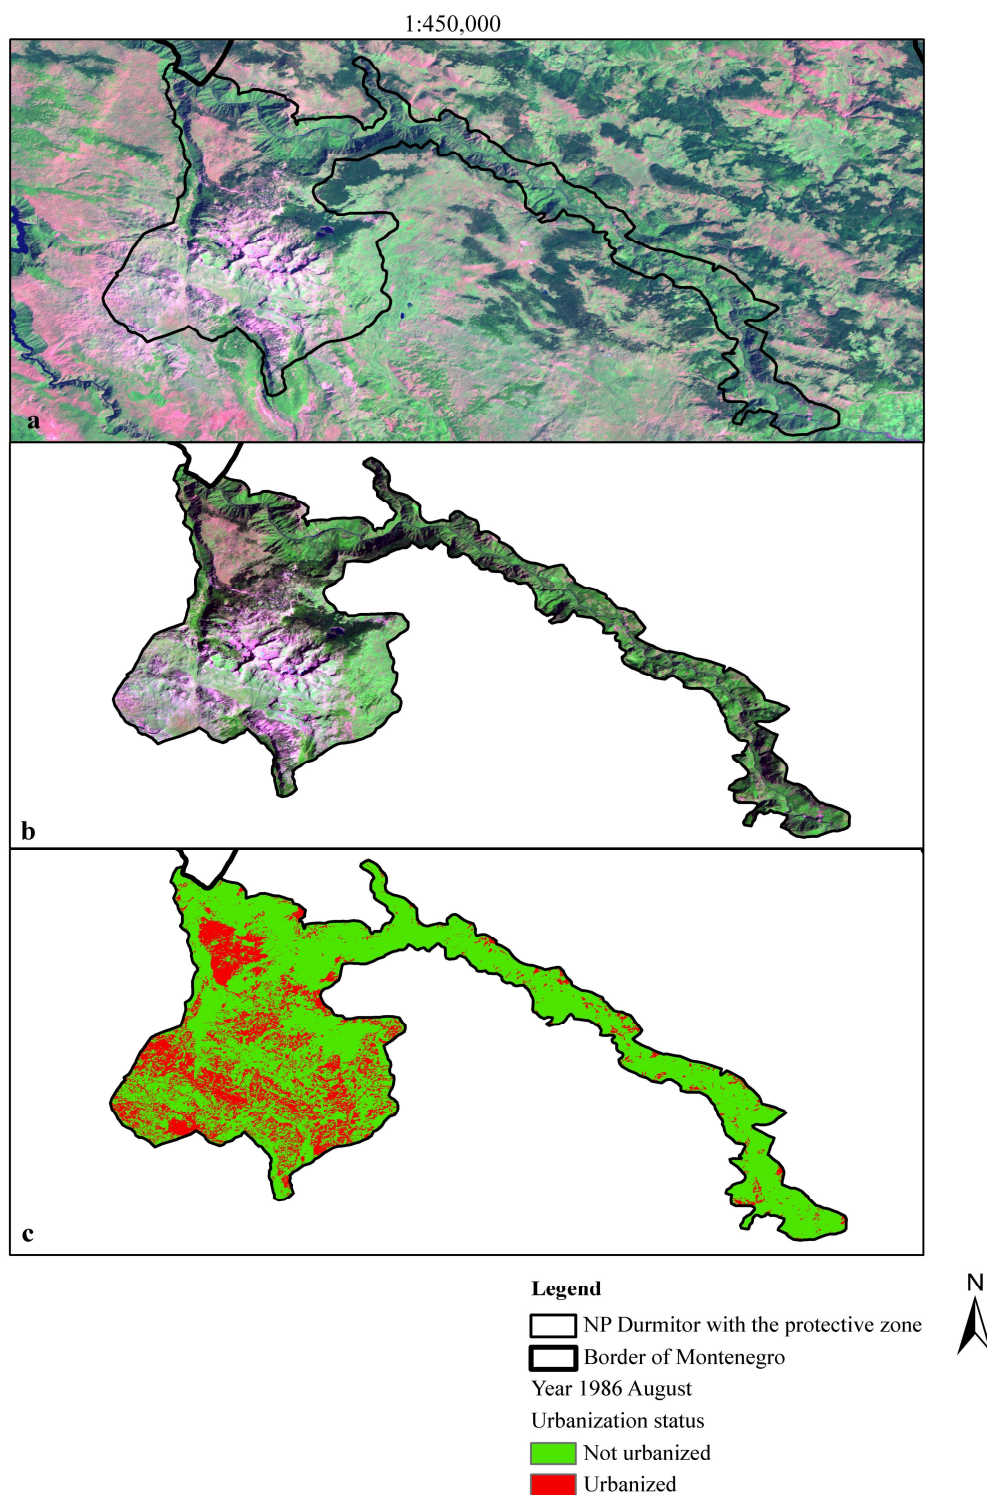 1:450,000
a
b
c
Legend
N
NP Durmitor with the protective zone
Border of Montenegro
Year 1986 August
Urbanization status
Not urbanized
Urbanized